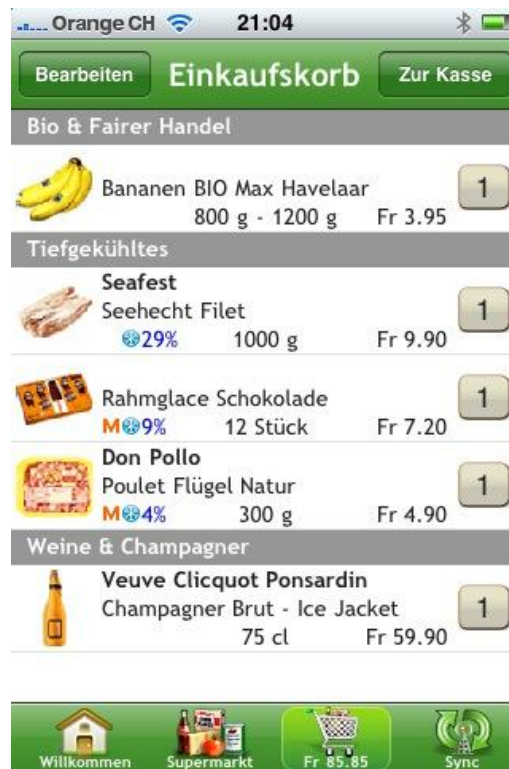 Orange CH 21:04
Bearbeiten Einkaufskorb Zur Kasse
Bio & Fairer Handel
Bananen BIO Max Havelaar 1
800 g - 1200 g Fr 3.95
Tiefgekühltes
Seafest
Seehecht Filet 1
29% 1000 g Fr 9.90
Rahmglace Schokolade 1
M 9% 12 Stück Fr 7.20
Don Pollo
Poulet Flügel Natur 1
M 4% 300 g Fr 4.90
Weine & Champagner
Veuve Clicquot Ponsardin
Champagner Brut - Ice Jacket 1
75 cl Fr 59.90
Willkommen Supermarkt Fr 85.85 Sync